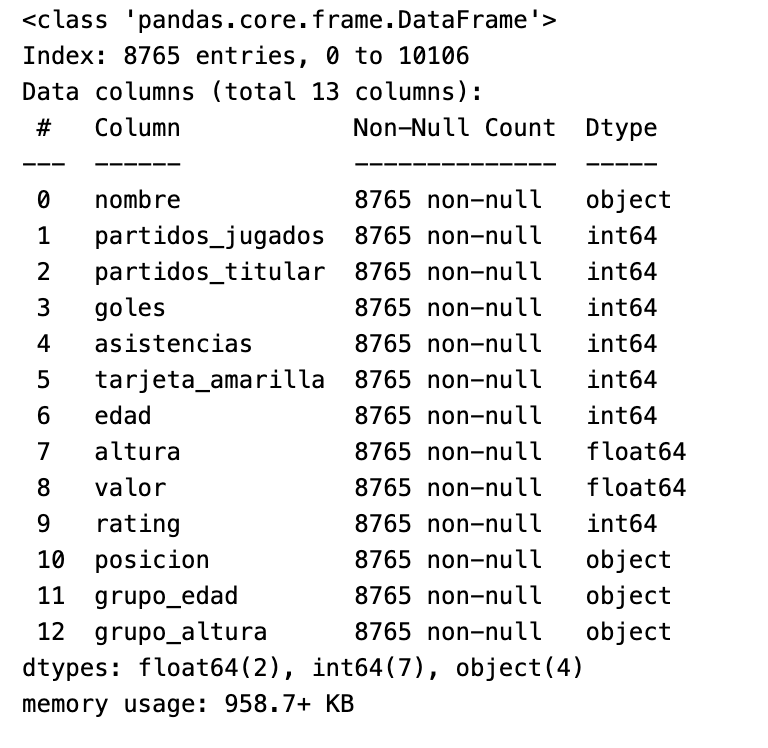 <class 'pandas.core.frame.DataFrame'>
Index: 8765 entries, 0 to 10106
Data columns (total 13 columns):
 #   Column            Non-Null Count  Dtype
---  ------            --------------  -----
 0   nombre            8765 non-null   object
 1   partidos_jugados  8765 non-null   int64
 2   partidos_titular  8765 non-null   int64
 3   goles             8765 non-null   int64
 4   asistencias       8765 non-null   int64
 5   tarjeta_amarilla  8765 non-null   int64
 6   edad              8765 non-null   int64
 7   altura            8765 non-null   float64
 8   valor             8765 non-null   float64
 9   rating            8765 non-null   int64
 10  posicion          8765 non-null   object
 11  grupo_edad        8765 non-null   object
 12  grupo_altura      8765 non-null   object
dtypes: float64(2), int64(7), object(4)
memory usage: 958.7+ KB